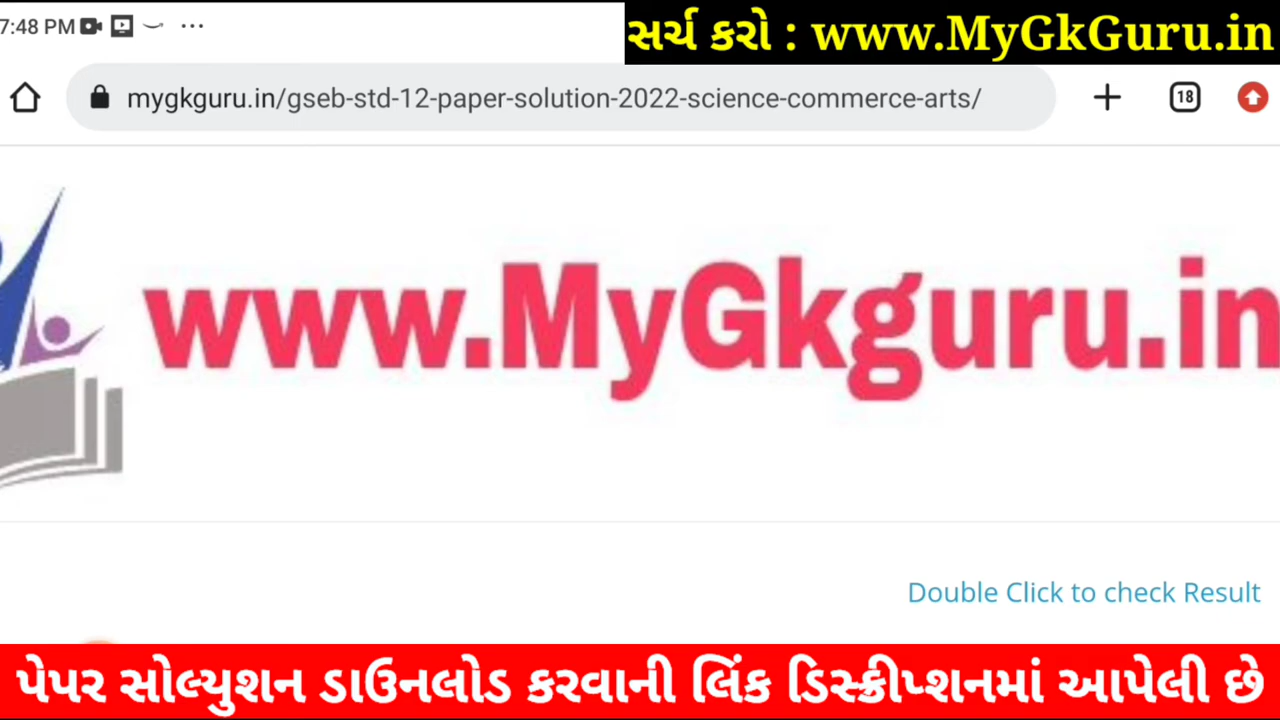 7:48 PM
સર્ચ કરો : www.MyGkGuru.in
mygkguru.in/gseb-std-12-paper-solution-2022-science-commerce-arts/
18
www.MyGkguru.in
Double Click to check Result
પેપર સોલ્યુશન ડાઉનલોડ કરવાની લિંક ડિસ્ક્રીપ્શનમાં આપેલી છે